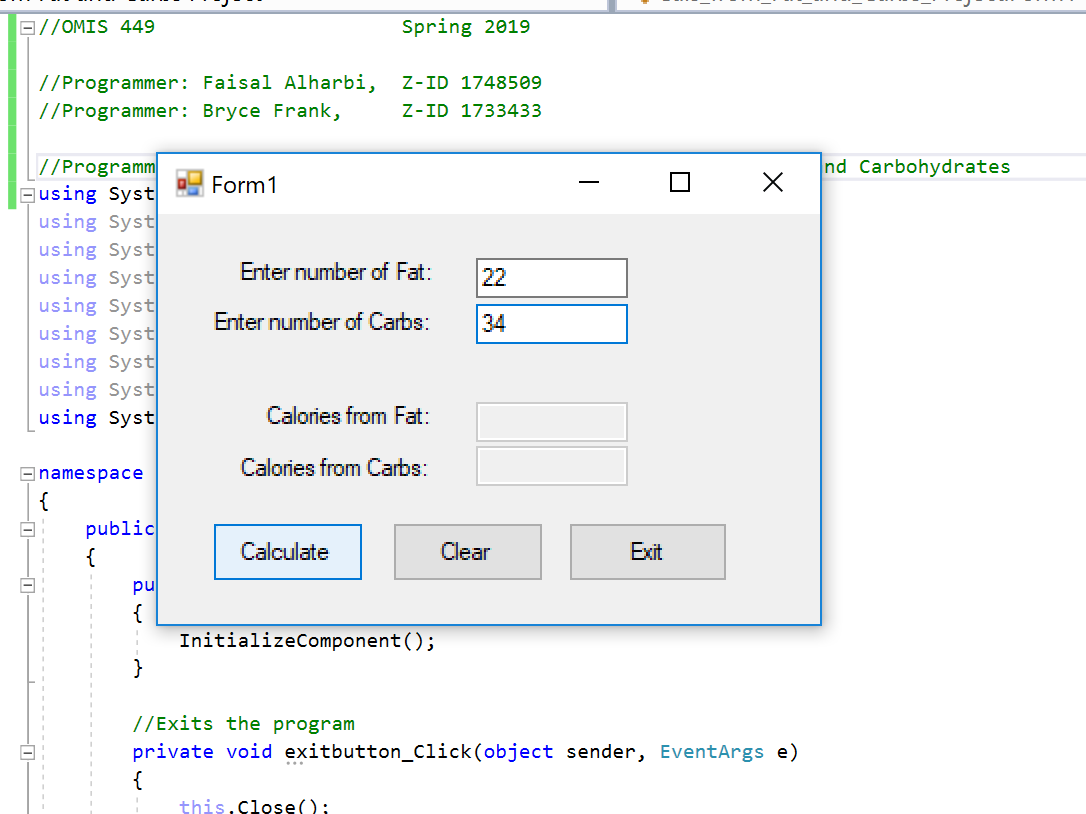 //OMIS 449 Spring 2019
//Programmer: Faisal Alharbi, Z-ID 1748509
//Programmer: Bryce Frank, Z-ID 1733433
//Programm
nd Carbohydrates
using Syst
using Syst
using Syst
using Syst
using Syst
using Syst
using Syst
using Syst
using Syst
Form1
Enter number of Fat: 22
Enter number of Carbs: 34
Calories from Fat:
Calories from Carbs:
Calculate Clear Exit
namespace
{
public
{
pu
{
InitializeComponent();
}
//Exits the program
private void exitbutton_Click(object sender, EventArgs e)
{
this.Close();